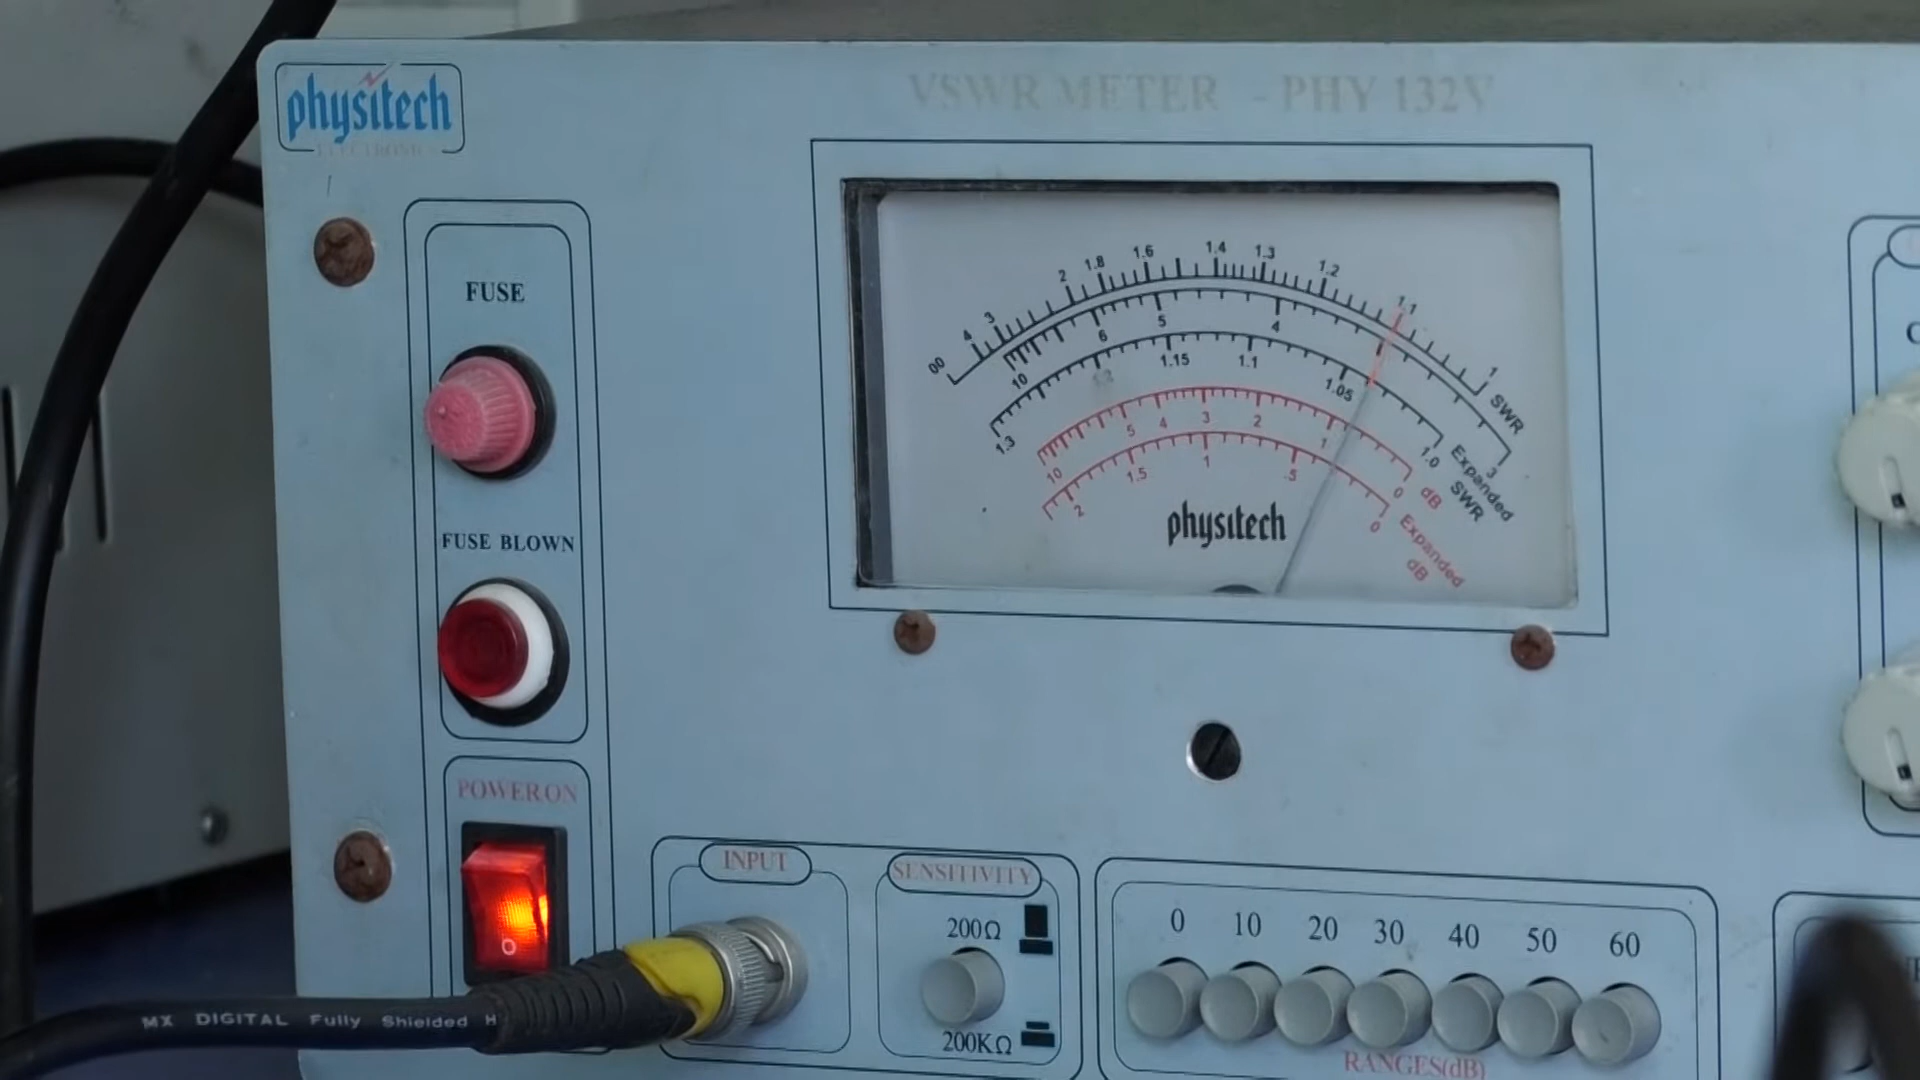 physitech
ELECTRONICS
VSWR METER - PHY 132V
FUSE
FUSE BLOWN
POWER ON
O
00 4 3 2 1.8 1.6 1.4 1.3 1.2 1.1 1 SWR
10 6 5 4 3
1.3 1.2 1.15 1.1 1.05 1.0 Expanded SWR
10 5 4 3 2 1 0 dB
2 1.5 1 .5 0 Expanded dB
physitech
INPUT
SENSITIVITY
200Ω
200KΩ
0 10 20 30 40 50 60
RANGES(dB)
MX DIGITAL Fully Shielded H